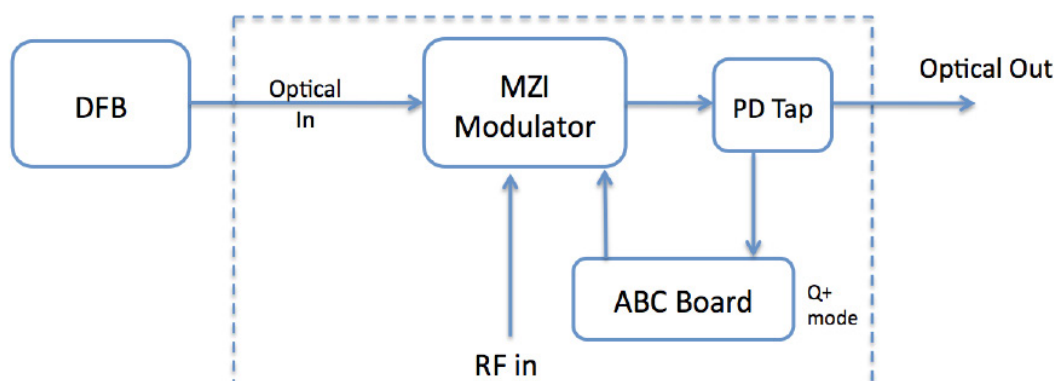 DFB
Optical
In
MZI
Modulator
PD Tap
Optical Out
ABC Board
Q+
mode
RF in